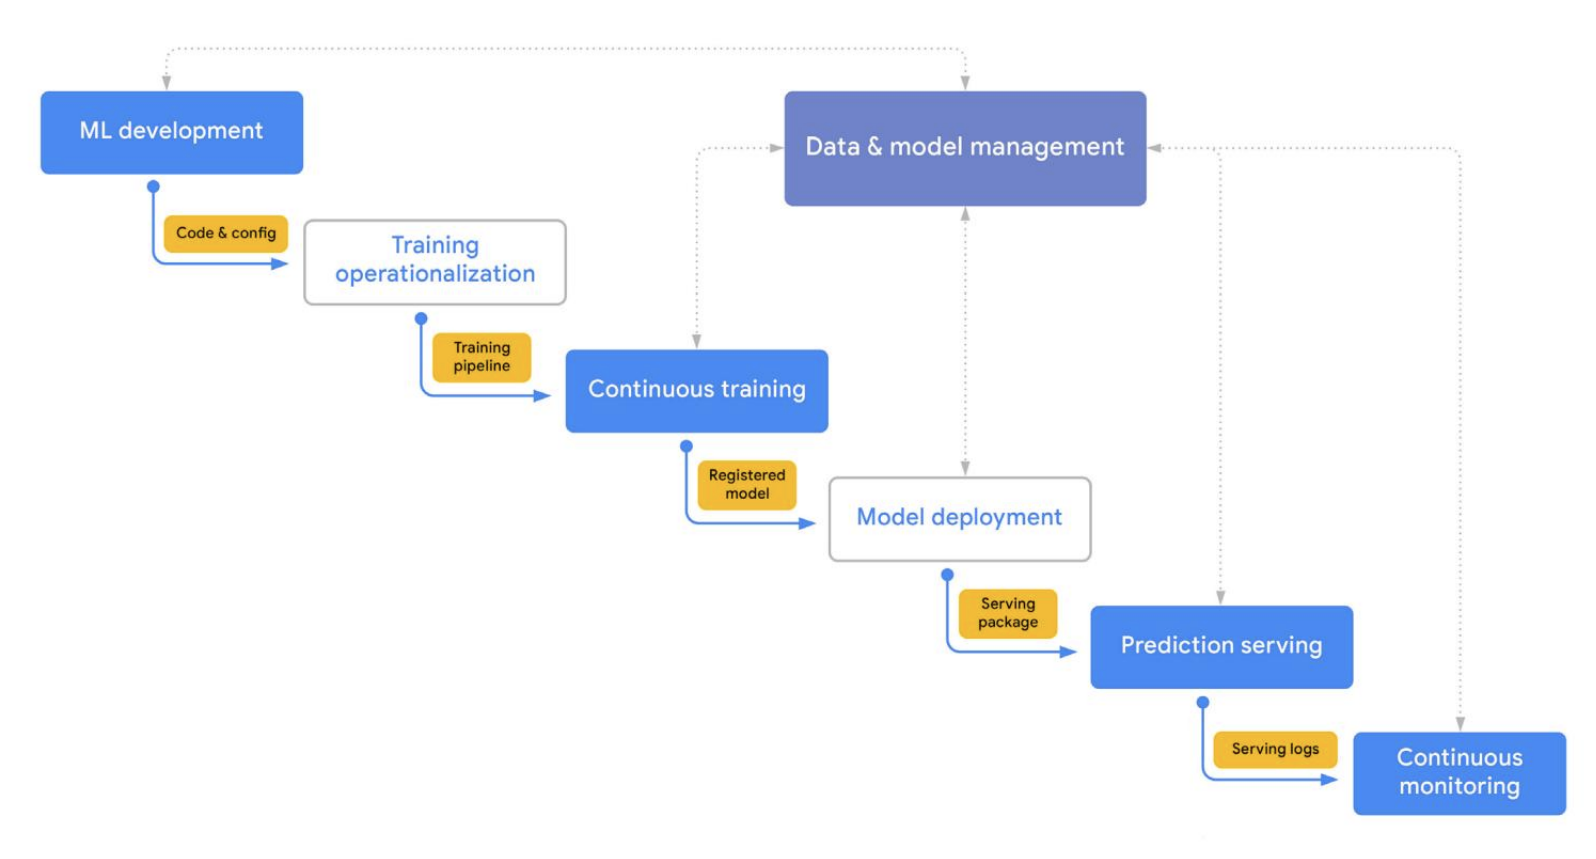 ML development
Data & model management
Code & config
Training
operationalization
Training
pipeline
Continuous training
Registered
model
Model deployment
Serving
package
Prediction serving
Serving logs
Continuous
monitoring